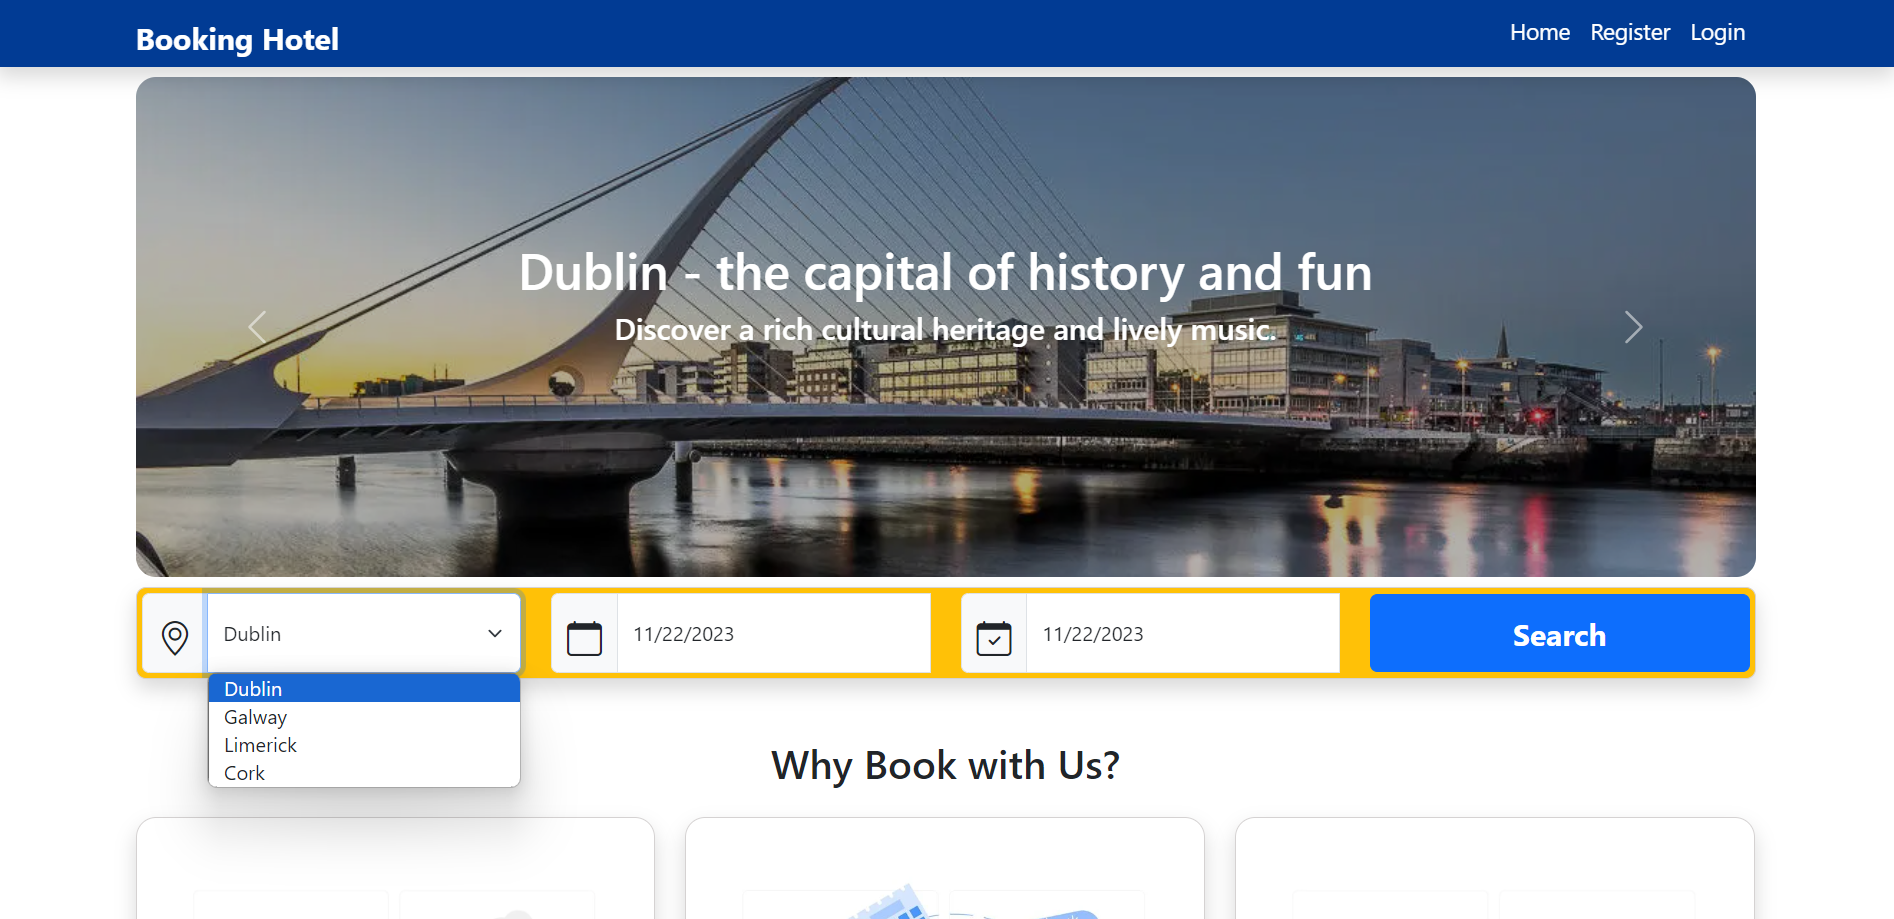 Booking Hotel
Home Register Login
Dublin - the capital of history and fun
Discover a rich cultural heritage and lively music.
Dublin
11/22/2023
11/22/2023
Search
Dublin
Galway
Limerick
Cork
Why Book with Us?